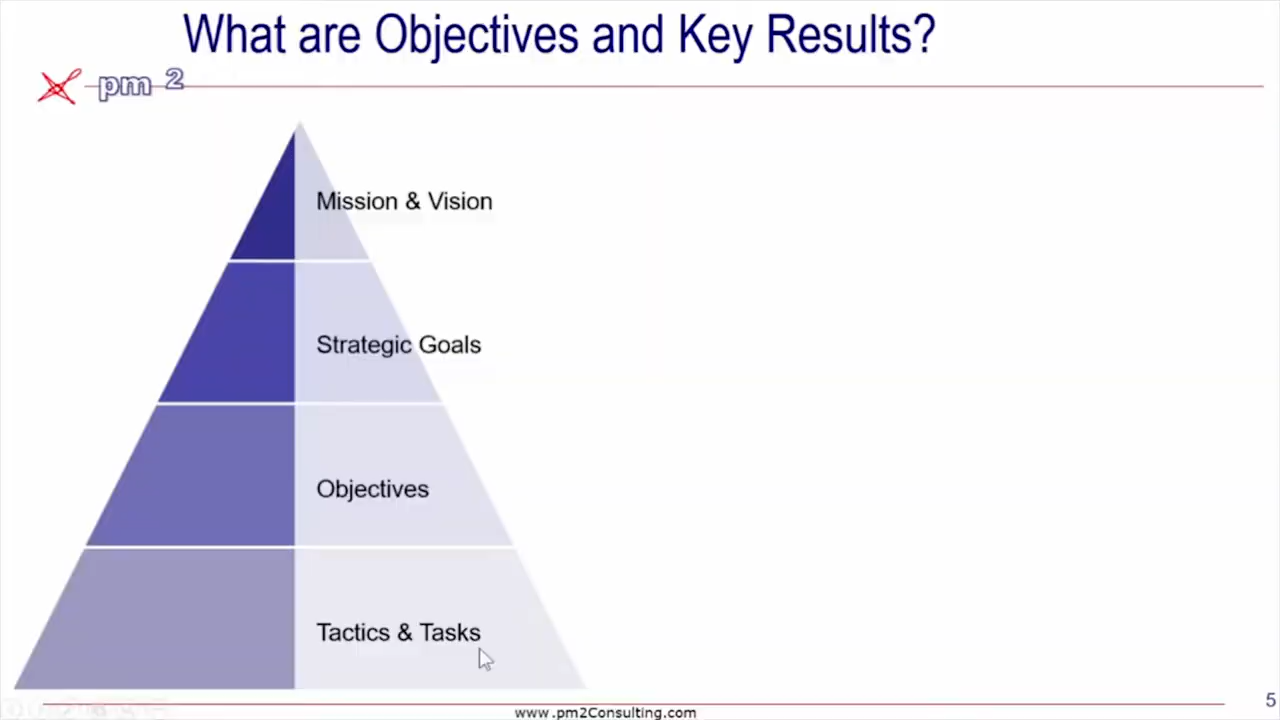 What are Objectives and Key Results?
pm 2
Mission & Vision
Strategic Goals
Objectives
Tactics & Tasks
www.pm2Consulting.com
5